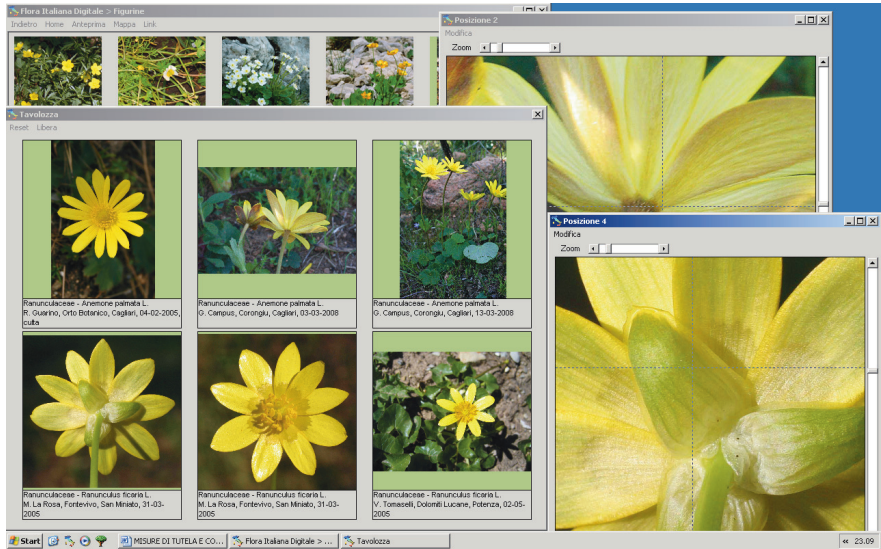 Flora Italiana Digitale > Figurine
Indietro Home Anteprima Mappa Link
Posizione 2
Modifica
Zoom
Tavolozza
Reset Libera
Ranunculaceae - Anemone palmata L.
R. Guarino, Orto Botanico, Cagliari, 04-02-2005,
culta
Ranunculaceae - Anemone palmata L.
G. Campus, Corongiu, Cagliari, 03-03-2008
Ranunculaceae - Anemone palmata L.
G. Campus, Corongiu, Cagliari, 13-03-2008
Posizione 4
Modifica
Zoom
Ranunculaceae - Ranunculus ficaria L.
M. La Rosa, Fontevivo, San Miniato, 31-03-
2005
Ranunculaceae - Ranunculus ficaria L.
M. La Rosa, Fontevivo, San Miniato, 31-03-
2005
Ranunculaceae - Ranunculus ficaria L.
V. Tomaselli, Dolomiti Lucane, Potenza, 02-05-
2005
Start
MISURE DI TUTELA E CO...
Flora Italiana Digitale > ...
Tavolozza
« 23.09